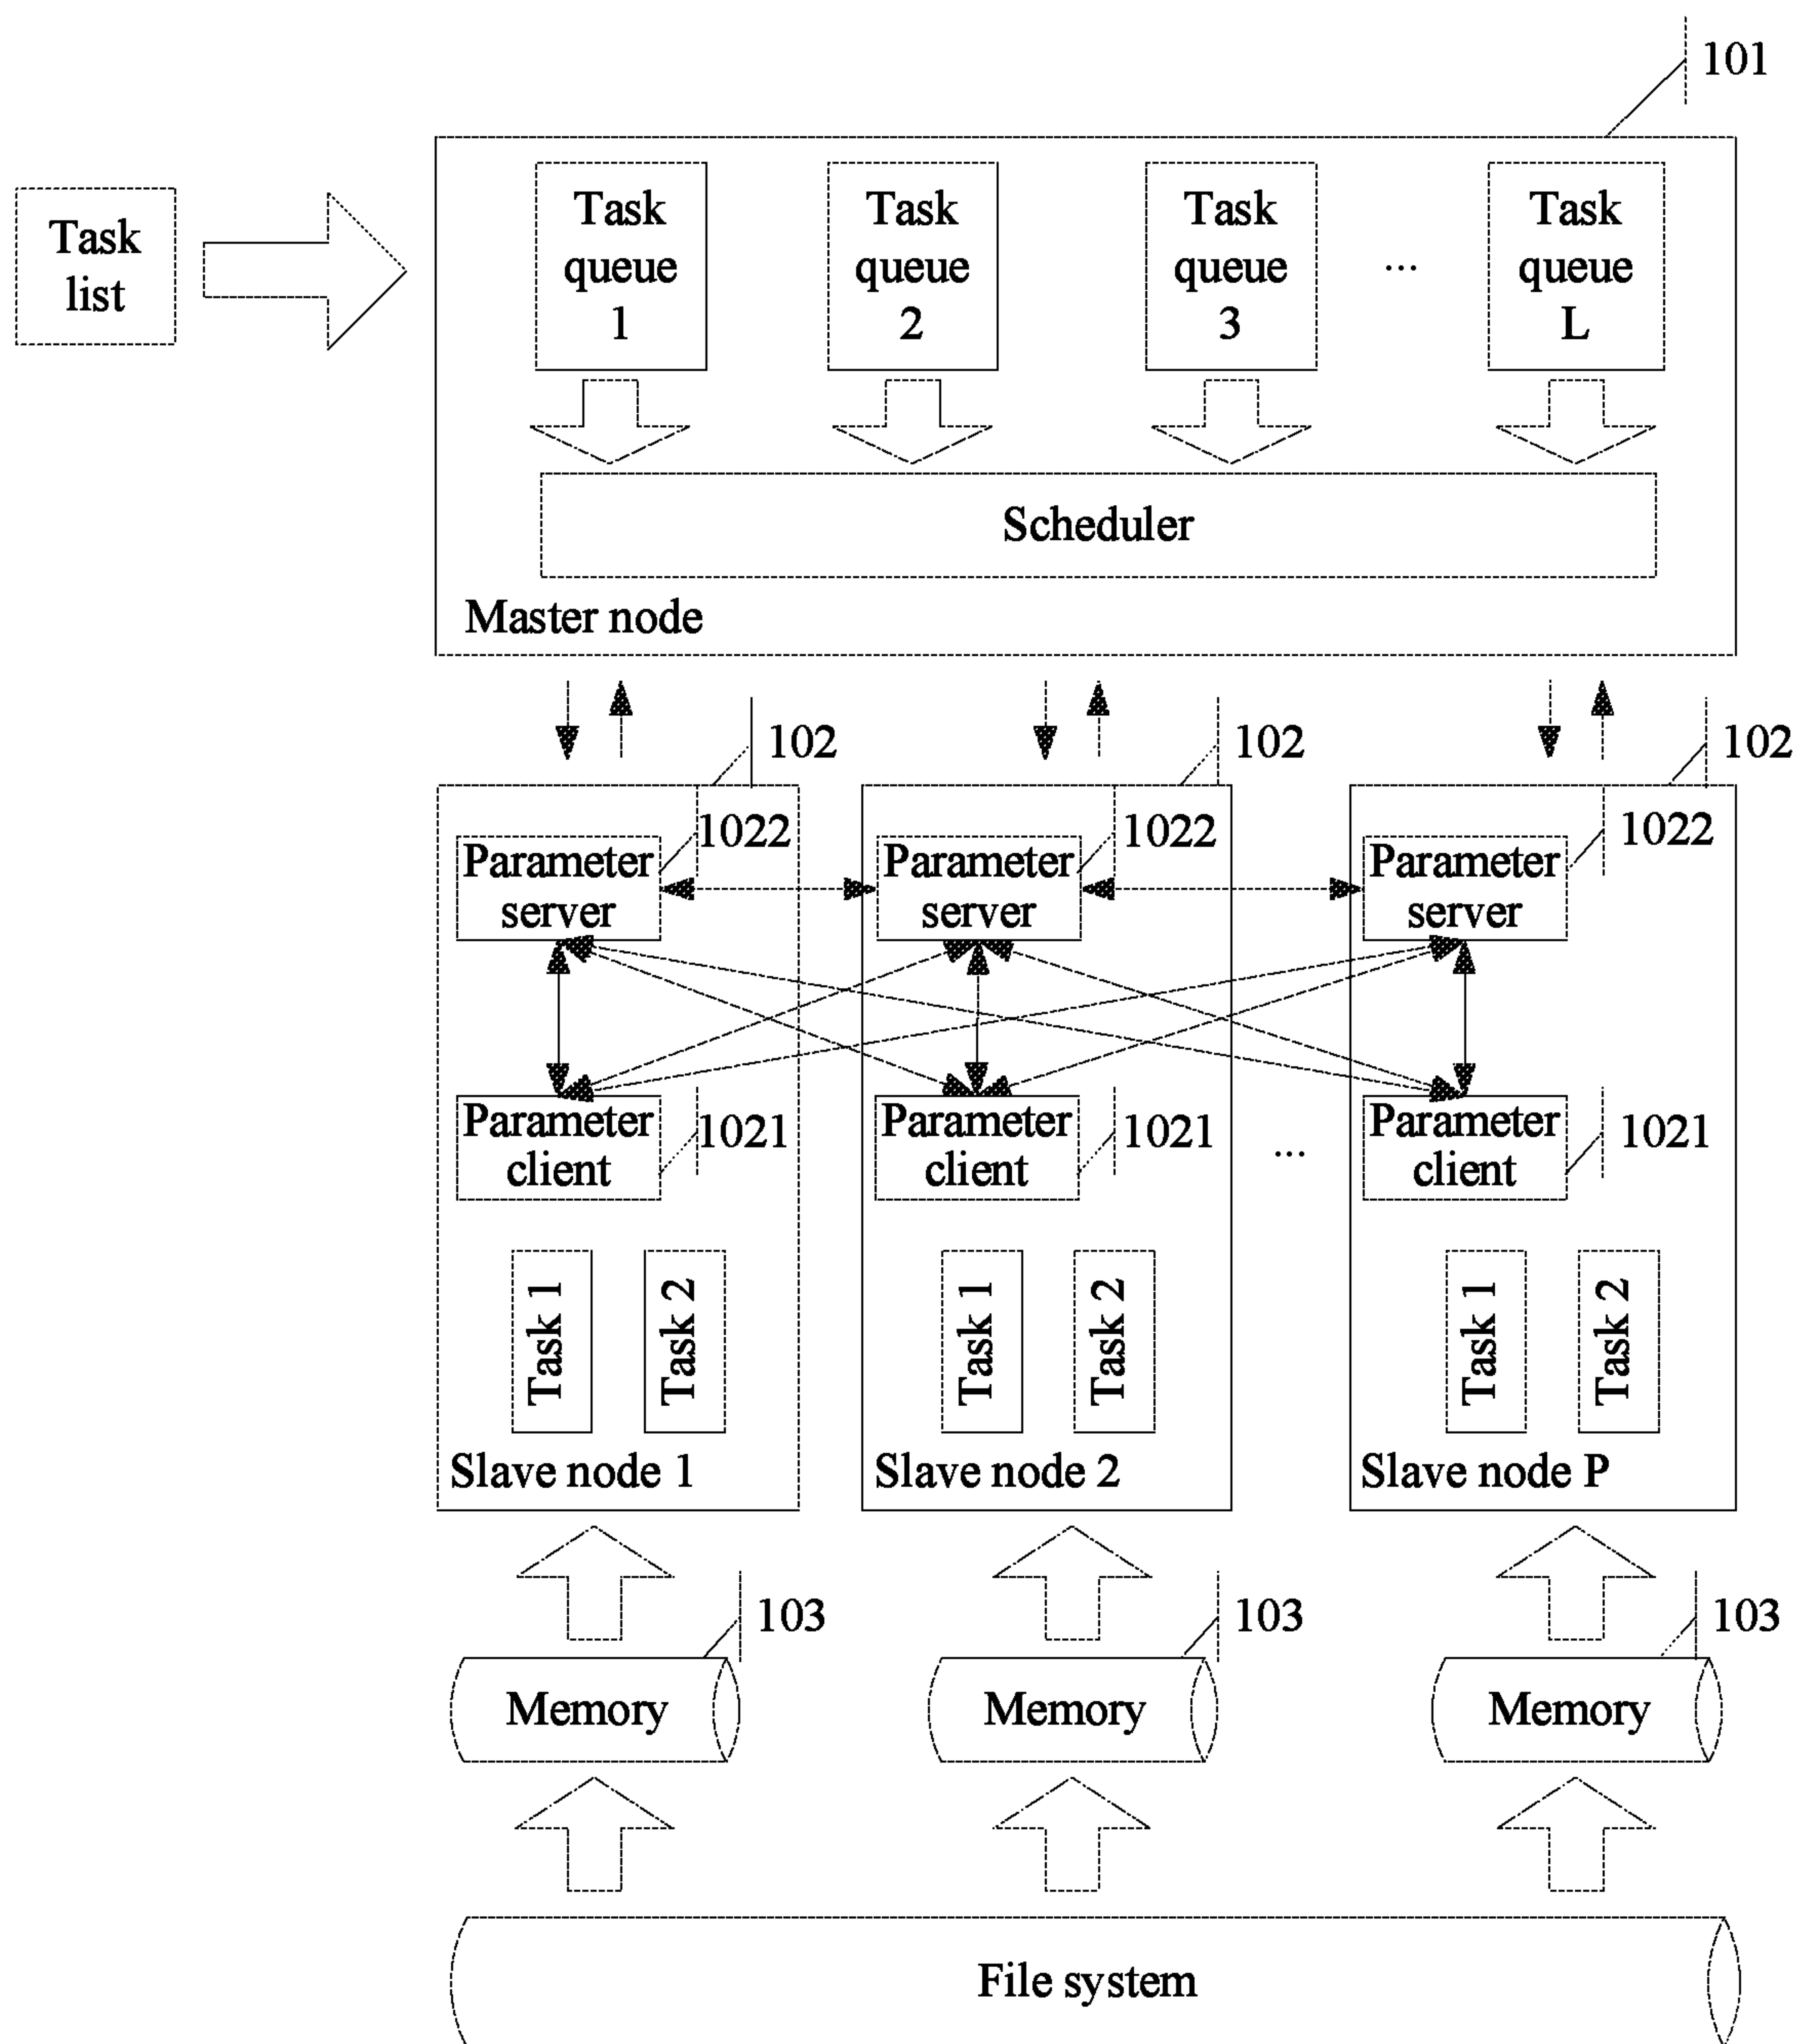 101
Task
list
Task
queue
1
Task
queue
2
Task
queue
3
...
Task
queue
L
Scheduler
Master node
102
102
102
Parameter
server
1022
Parameter
server
1022
Parameter
server
1022
Parameter
client
1021
Parameter
client
1021
...
Parameter
client
1021
Task 1
Task 2
Slave node 1
Task 1
Task 2
Slave node 2
Task 1
Task 2
Slave node P
103
103
103
Memory
Memory
Memory
File system